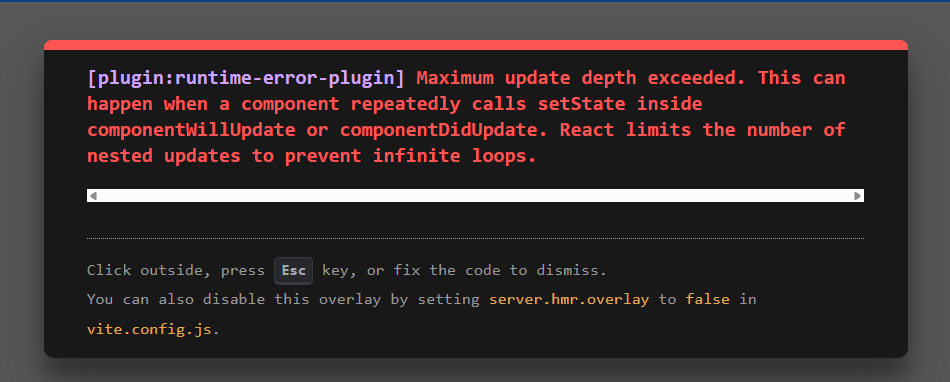 [plugin:runtime-error-plugin] Maximum update depth exceeded. This can
happen when a component repeatedly calls setState inside
componentWillUpdate or componentDidUpdate. React limits the number of
nested updates to prevent infinite loops.
Click outside, press Esc key, or fix the code to dismiss.
You can also disable this overlay by setting server.hmr.overlay to false in
vite.config.js.